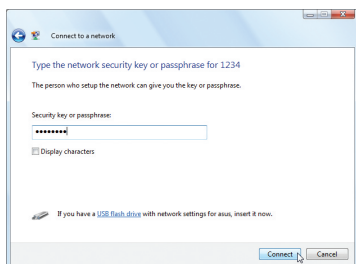 Connect to a network
Type the network security key or passphrase for 1234
The person who setup the network can give you the key or passphrase.
Security key or passphrase:
••••••••
Display characters
If you have a USB flash drive with network settings for asus, insert it now.
Connect Cancel